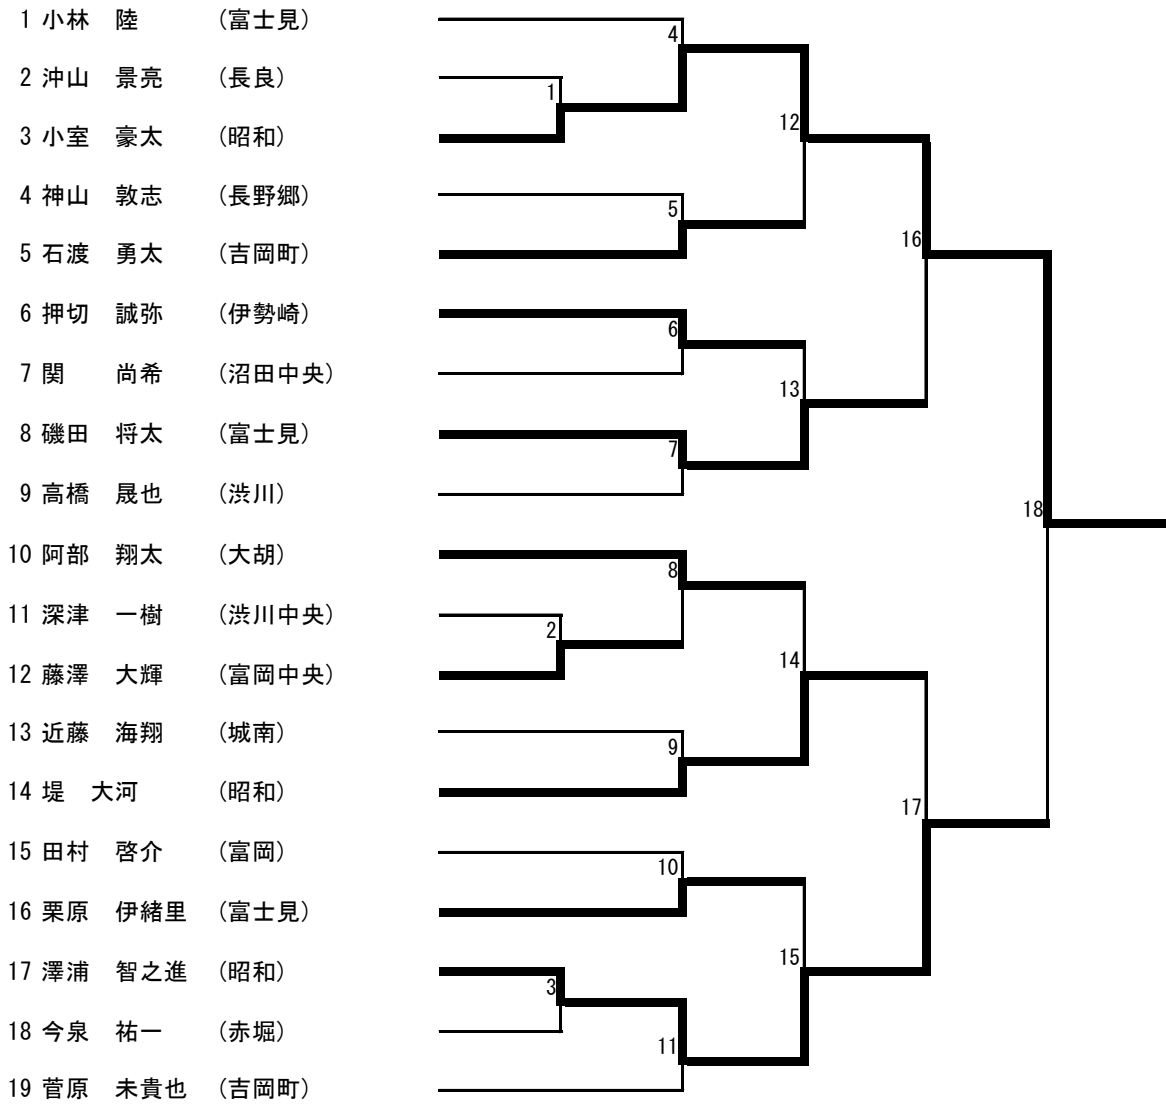 1 小林　陸　（富士見）
4
2 沖山　景亮　（長良）
1
3 小室　豪太　（昭和）
12
4 神山　敦志　（長野郷）
5
5 石渡　勇太　（吉岡町）
16
6 押切　誠弥　（伊勢崎）
6
7 関　尚希　（沼田中央）
13
8 磯田　将太　（富士見）
7
9 高橋　晟也　（渋川）
18
10 阿部　翔太　（大胡）
8
11 深津　一樹　（渋川中央）
2
12 藤澤　大輝　（富岡中央）
14
13 近藤　海翔　（城南）
9
14 堤　大河　（昭和）
17
15 田村　啓介　（富岡）
10
16 栗原　伊緒里　（富士見）
15
17 澤浦　智之進　（昭和）
3
18 今泉　祐一　（赤堀）
11
19 菅原　未貴也　（吉岡町）